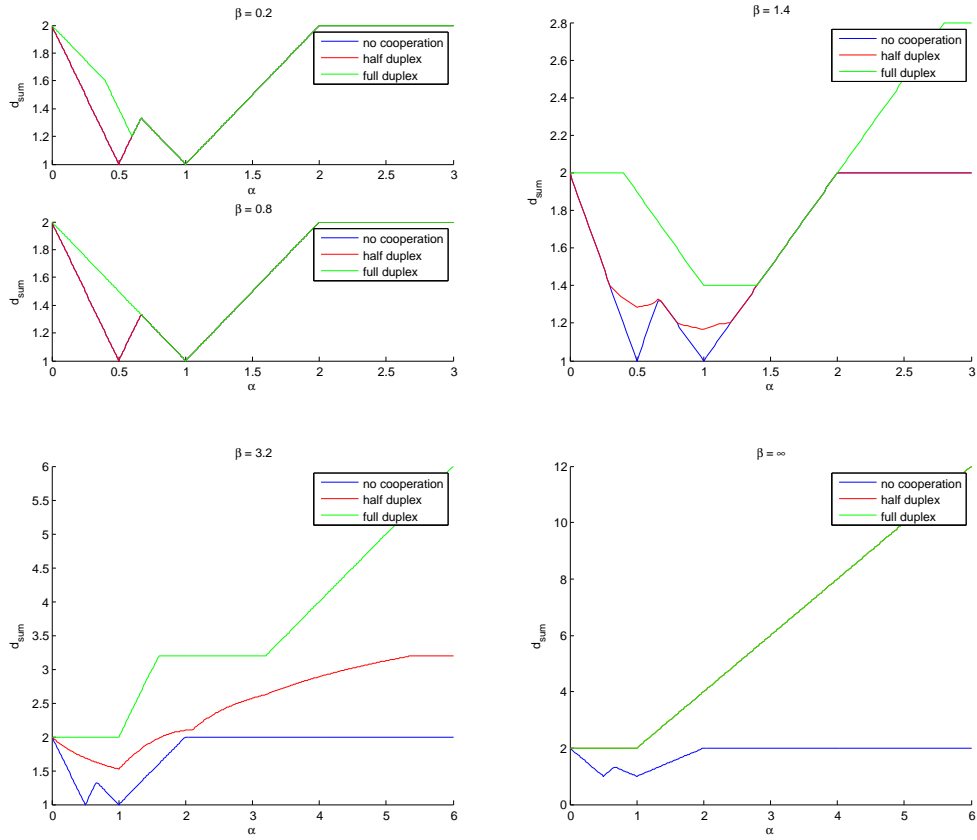 β = 0.2
2
1.8
1.6
1.4
1.2
1
d_sum
0
0.5
1
1.5
2
2.5
3
α
no cooperation
half duplex
full duplex
β = 0.8
2
1.8
1.6
1.4
1.2
1
d_sum
0
0.5
1
1.5
2
2.5
3
α
no cooperation
half duplex
full duplex
β = 1.4
2.8
2.6
2.4
2.2
2
1.8
1.6
1.4
1.2
1
d_sum
0
0.5
1
1.5
2
2.5
3
α
no cooperation
half duplex
full duplex
β = 3.2
6
5.5
5
4.5
4
3.5
3
2.5
2
1.5
1
d_sum
0
1
2
3
4
5
6
α
no cooperation
half duplex
full duplex
β = ∞
12
10
8
6
4
2
0
d_sum
0
1
2
3
4
5
6
α
no cooperation
half duplex
full duplex